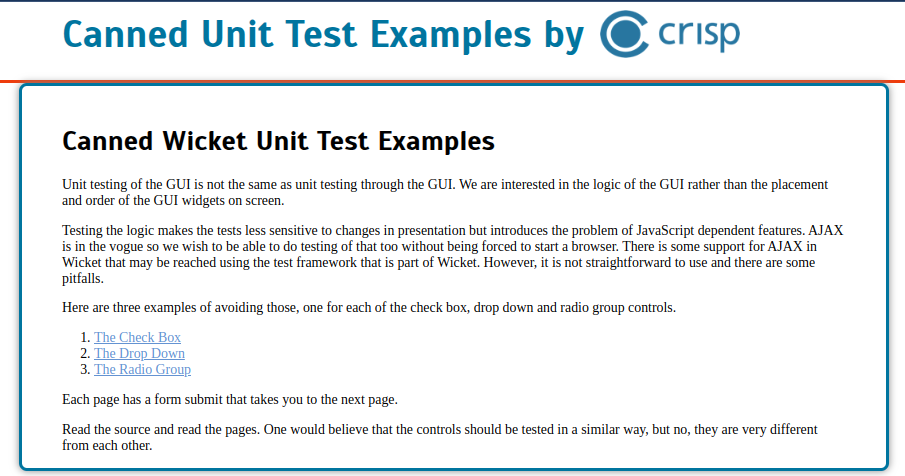 Canned Unit Test Examples by crisp
Canned Wicket Unit Test Examples
Unit testing of the GUI is not the same as unit testing through the GUI. We are interested in the logic of the GUI rather than the placement
and order of the GUI widgets on screen.
Testing the logic makes the tests less sensitive to changes in presentation but introduces the problem of JavaScript dependent features. AJAX
is in the vogue so we wish to be able to do testing of that too without being forced to start a browser. There is some support for AJAX in
Wicket that may be reached using the test framework that is part of Wicket. However, it is not straightforward to use and there are some
pitfalls.
Here are three examples of avoiding those, one for each of the check box, drop down and radio group controls.
1. The Check Box
2. The Drop Down
3. The Radio Group
Each page has a form submit that takes you to the next page.
Read the source and read the pages. One would believe that the controls should be tested in a similar way, but no, they are very different
from each other.